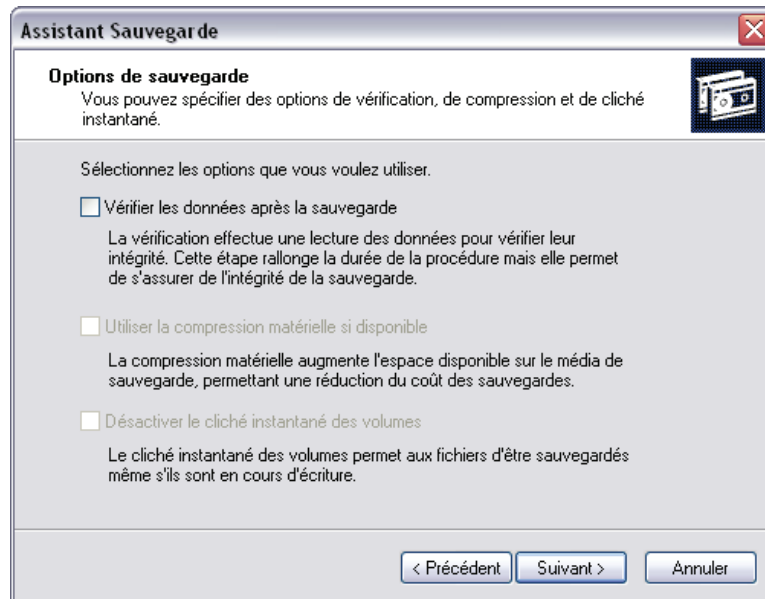 Assistant Sauvegarde
Options de sauvegarde
Vous pouvez spécifier des options de vérification, de compression et de cliché
instantané.
Sélectionnez les options que vous voulez utiliser.
Vérifier les données après la sauvegarde
La vérification effectue une lecture des données pour vérifier leur
intégrité. Cette étape rallonge la durée de la procédure mais elle permet
de s'assurer de l'intégrité de la sauvegarde.
Utiliser la compression matérielle si disponible
La compression matérielle augmente l'espace disponible sur le média de
sauvegarde, permettant une réduction du coût des sauvegardes.
Désactiver le cliché instantané des volumes
Le cliché instantané des volumes permet aux fichiers d'être sauvegardés
même s'ils sont en cours d'écriture.
< Précédent Suivant > Annuler